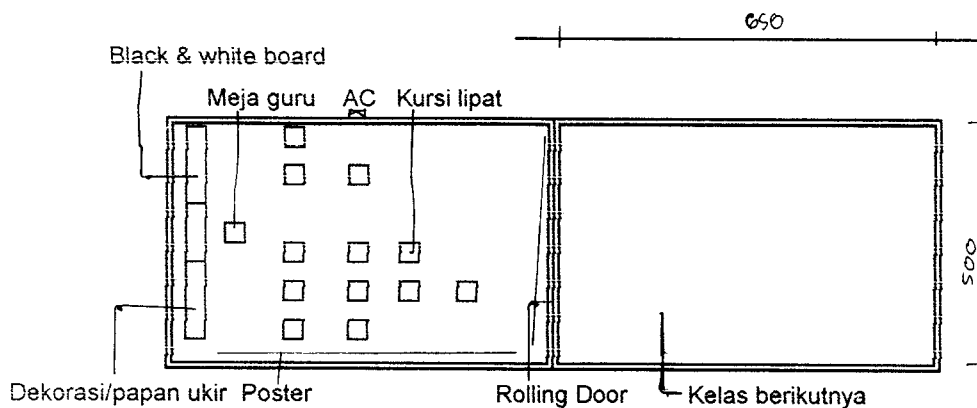 650
Black & white board
Meja guru
AC
Kursi lipat
500
Dekorasi/papan ukir
Poster
Rolling Door
Kelas berikutnya